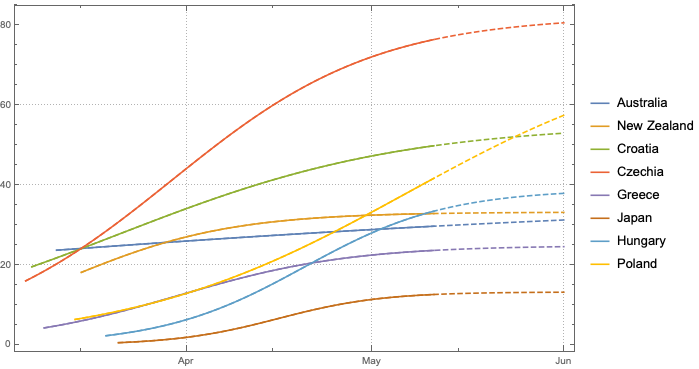 80
60
40
20
0
Apr
May
Jun
Australia
New Zealand
Croatia
Czechia
Greece
Japan
Hungary
Poland